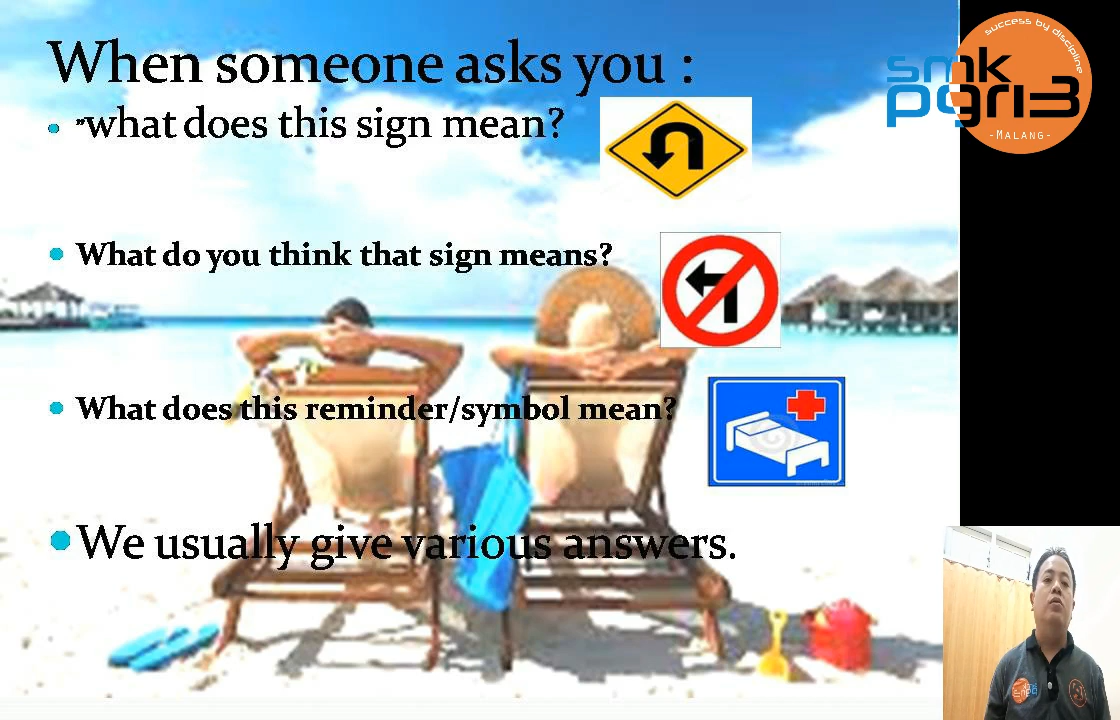 When someone asks you :
"what does this sign mean?
What do you think that sign means?
What does this reminder/symbol mean?
We usually give various answers.
success by discipline
smk
pgri3
-MALANG-